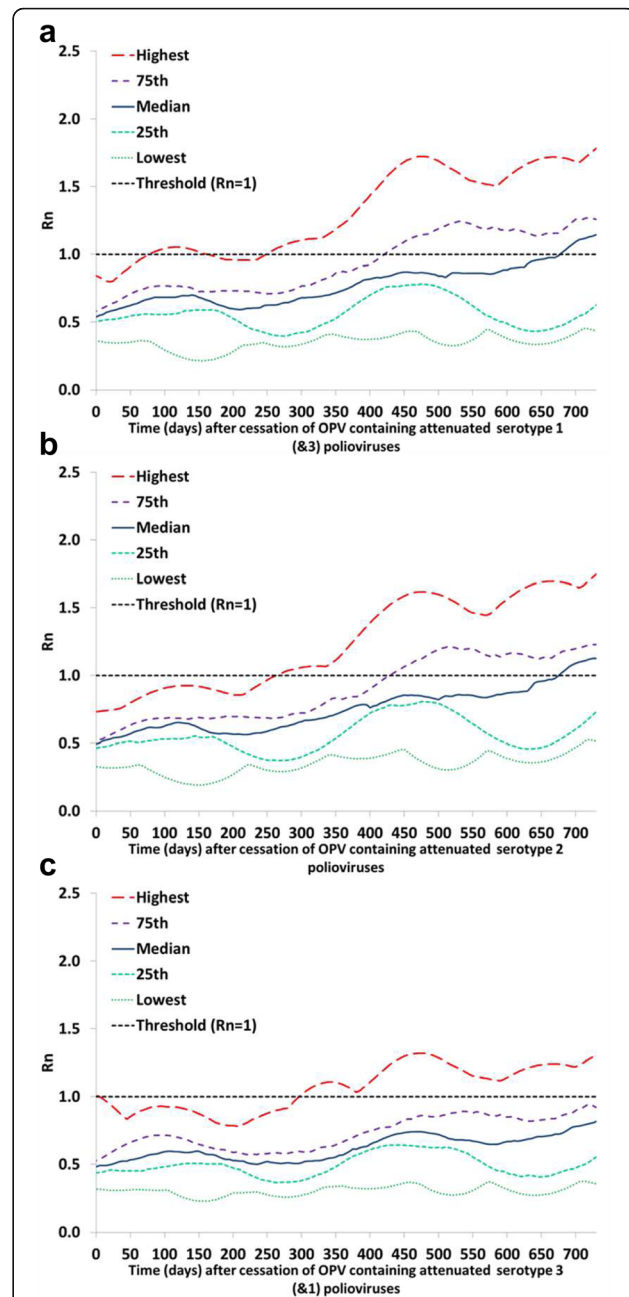 a
2.5
2.0
1.5
1.0
0.5
0.0
Rn
Highest
75th
Median
25th
Lowest
Threshold (Rn=1)
0 50 100 150 200 250 300 350 400 450 500 550 600 650 700
Time (days) after cessation of OPV containing attenuated serotype 1
(&3) polioviruses
b
2.5
2.0
1.5
1.0
0.5
0.0
Rn
Highest
75th
Median
25th
Lowest
Threshold (Rn=1)
0 50 100 150 200 250 300 350 400 450 500 550 600 650 700
Time (days) after cessation of OPV containing attenuated serotype 2
polioviruses
c
2.5
2.0
1.5
1.0
0.5
0.0
Rn
Highest
75th
Median
25th
Lowest
Threshold (Rn=1)
0 50 100 150 200 250 300 350 400 450 500 550 600 650 700
Time (days) after cessation of OPV containing attenuated serotype 3
(&1) polioviruses